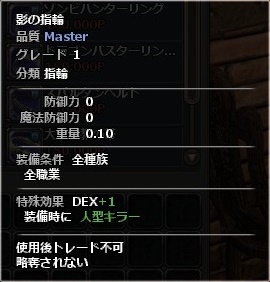 影の指輪
品質 Master
グレード 1
分類 指輪
防御力 0
魔法防御力 0
重量 0.10
装備条件 全種族
全職業
特殊効果 DEX+1
装備時に 人型キラー
使用後トレード不可
略奪されない